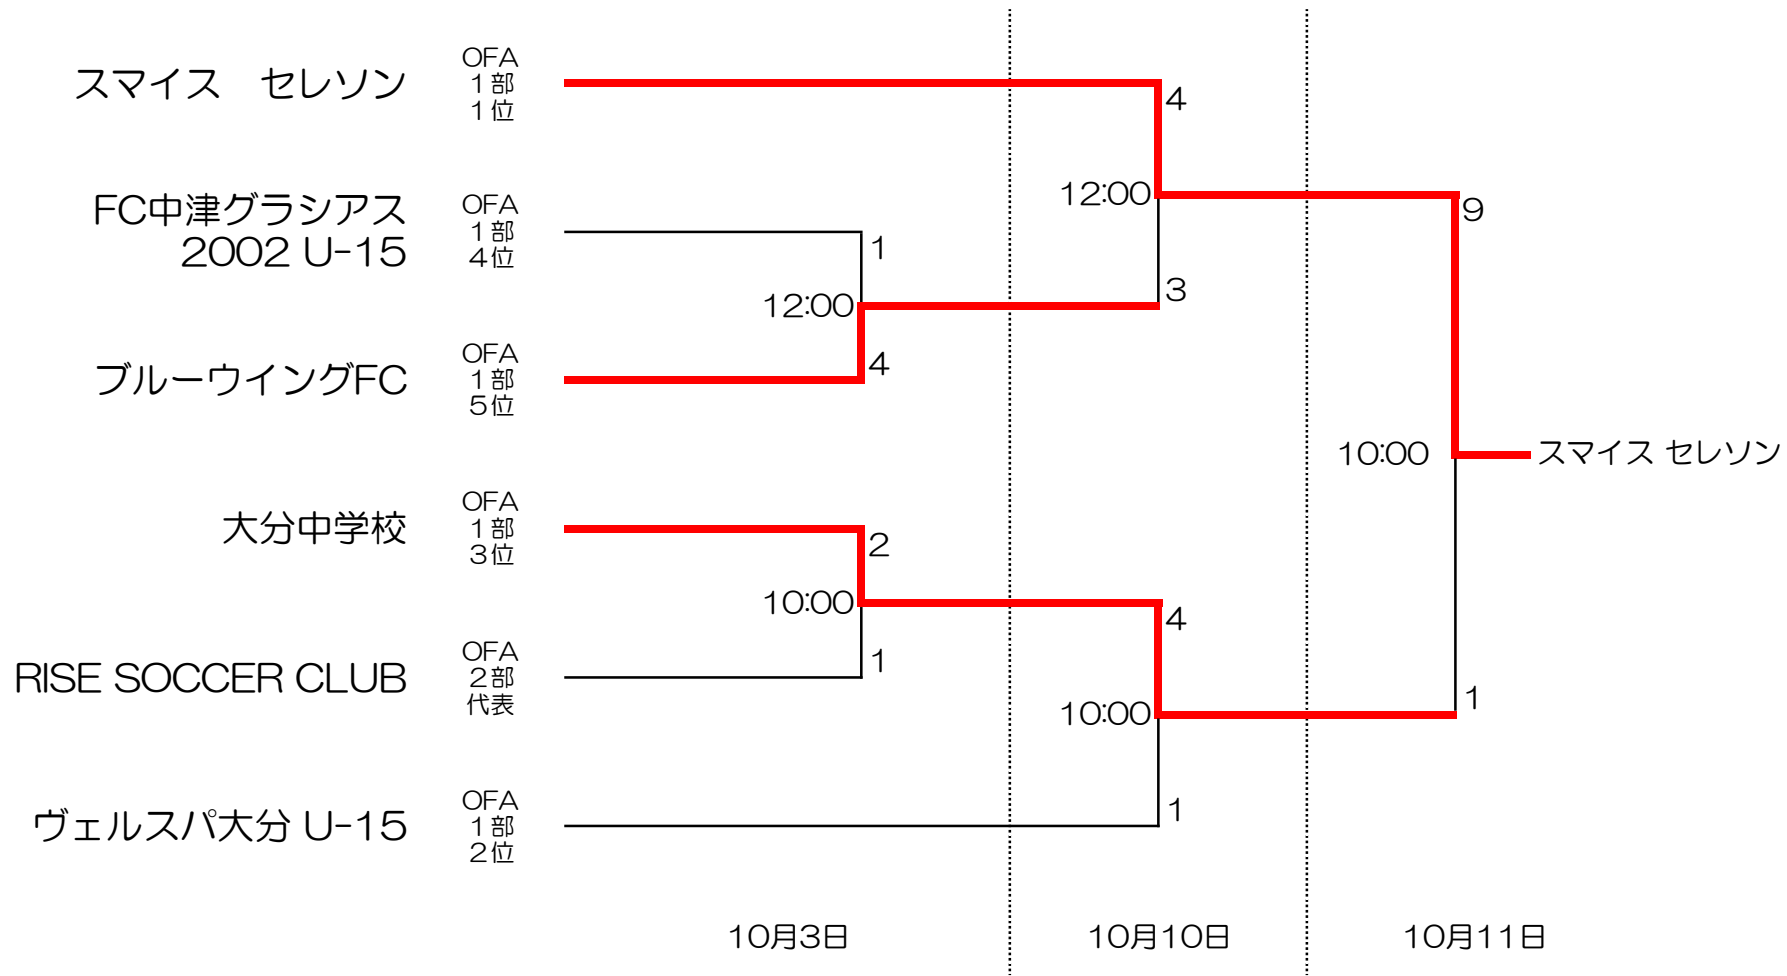 スマイス　セレソン
OFA
1部
1位
4
12:00
9
FC中津グラシアス
2002 U-15
OFA
1部
4位
1
12:00
3
ブルーウイングFC
OFA
1部
5位
4
10:00
スマイス セレソン
大分中学校
OFA
1部
3位
2
10:00
4
RISE SOCCER CLUB
OFA
2部
代表
1
10:00
1
ヴェルスパ大分 U-15
OFA
1部
2位
1
10月3日
10月10日
10月11日